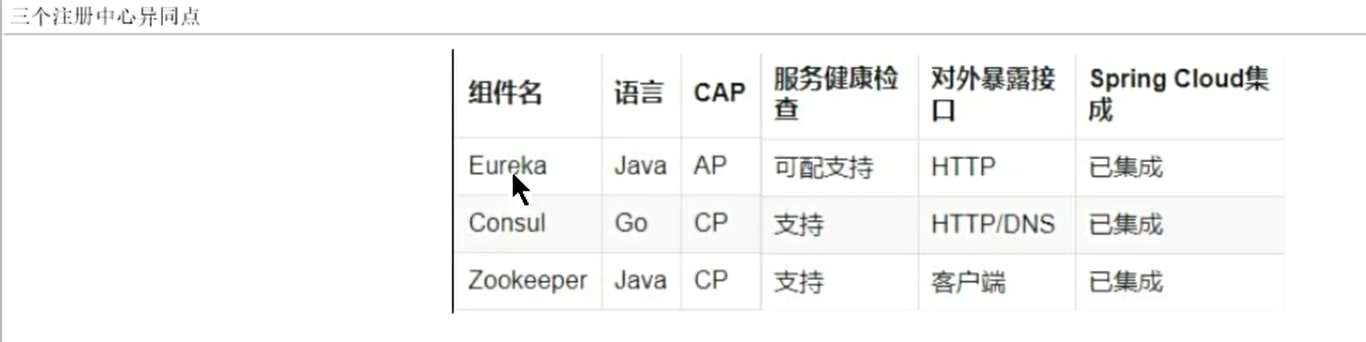 三个注册中心异同点
组件名 语言 CAP 服务健康检查 对外暴露接口 Spring Cloud集成
Eureka Java AP 可配支持 HTTP 已集成
Consul Go CP 支持 HTTP/DNS 已集成
Zookeeper Java CP 支持 客户端 已集成